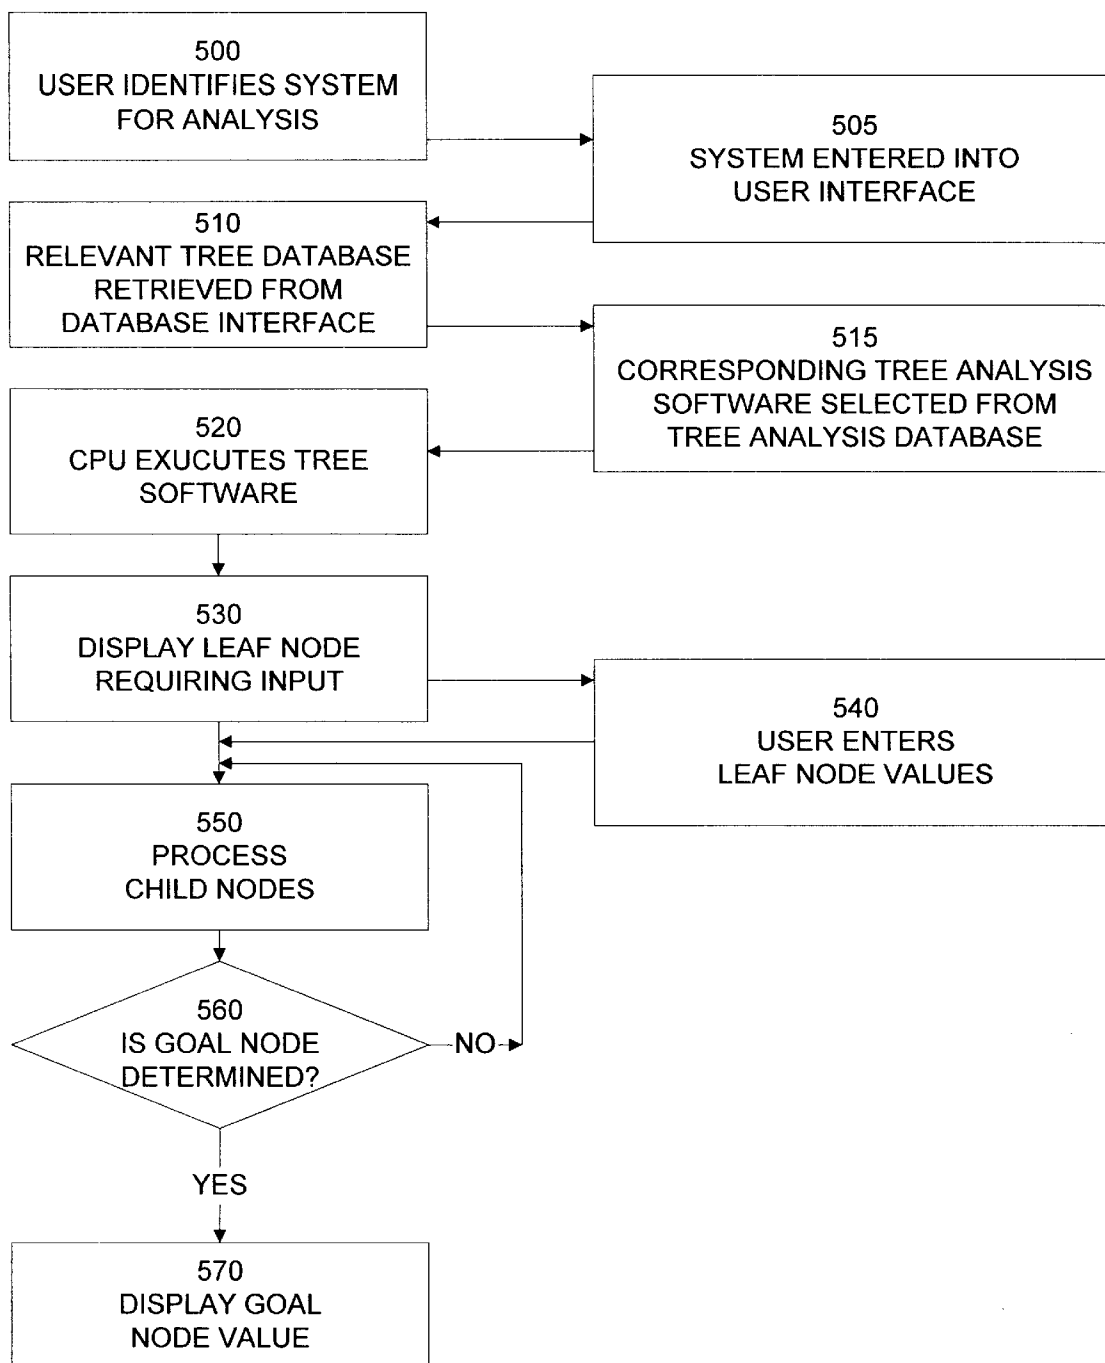 500
USER IDENTIFIES SYSTEM
FOR ANALYSIS
505
SYSTEM ENTERED INTO
USER INTERFACE
510
RELEVANT TREE DATABASE
RETRIEVED FROM
DATABASE INTERFACE
515
CORRESPONDING TREE ANALYSIS
SOFTWARE SELECTED FROM
TREE ANALYSIS DATABASE
520
CPU EXUCUTES TREE
SOFTWARE
530
DISPLAY LEAF NODE
REQUIRING INPUT
540
USER ENTERS
LEAF NODE VALUES
550
PROCESS
CHILD NODES
560
IS GOAL NODE
DETERMINED?
NO
YES
570
DISPLAY GOAL
NODE VALUE